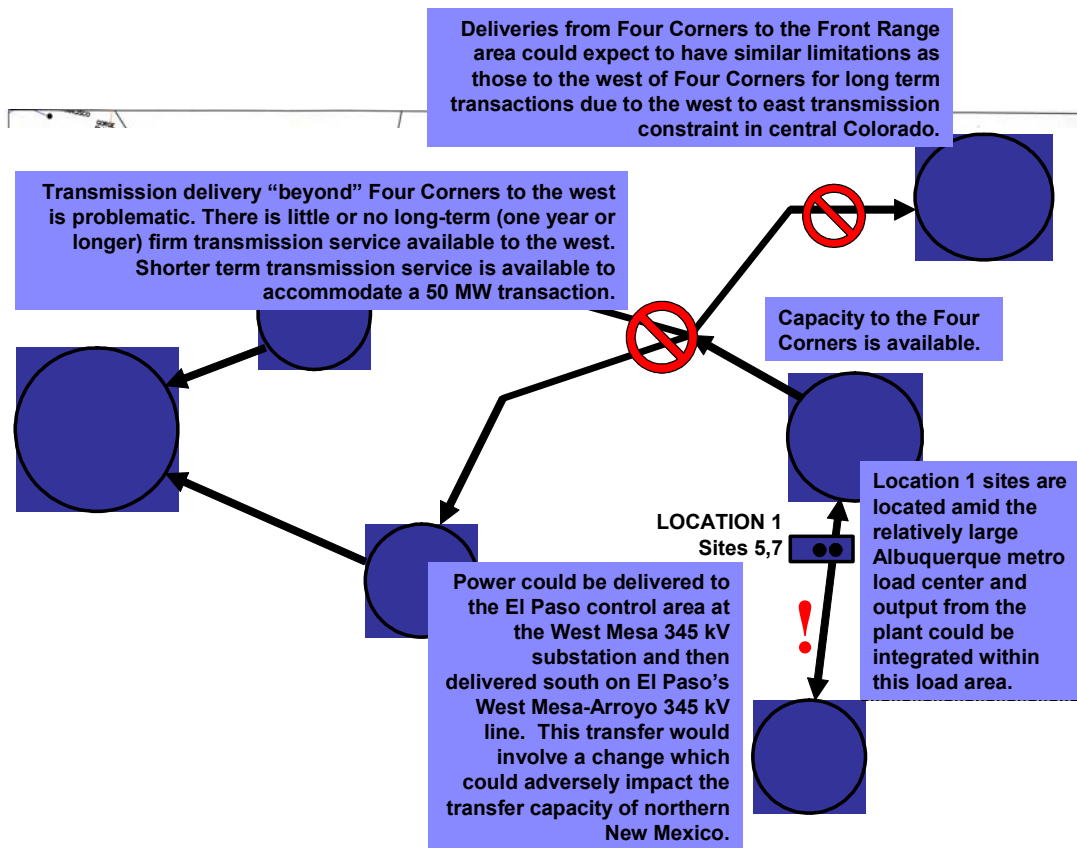 Deliveries from Four Corners to the Front Range
area could expect to have similar limitations as
those to the west of Four Corners for long term
transactions due to the west to east transmission
constraint in central Colorado.
Transmission delivery “beyond” Four Corners to the west
is problematic. There is little or no long-term (one year or
longer) firm transmission service available to the west.
Shorter term transmission service is available to
accommodate a 50 MW transaction.
Capacity to the Four
Corners is available.
LOCATION 1
Sites 5,7
Location 1 sites are
located amid the
relatively large
Albuquerque metro
load center and
output from the
plant could be
integrated within
this load area.
!
Power could be delivered to
the El Paso control area at
the West Mesa 345 kV
substation and then
delivered south on El Paso’s
West Mesa-Arroyo 345 kV
line. This transfer would
involve a change which
could adversely impact the
transfer capacity of northern
New Mexico.